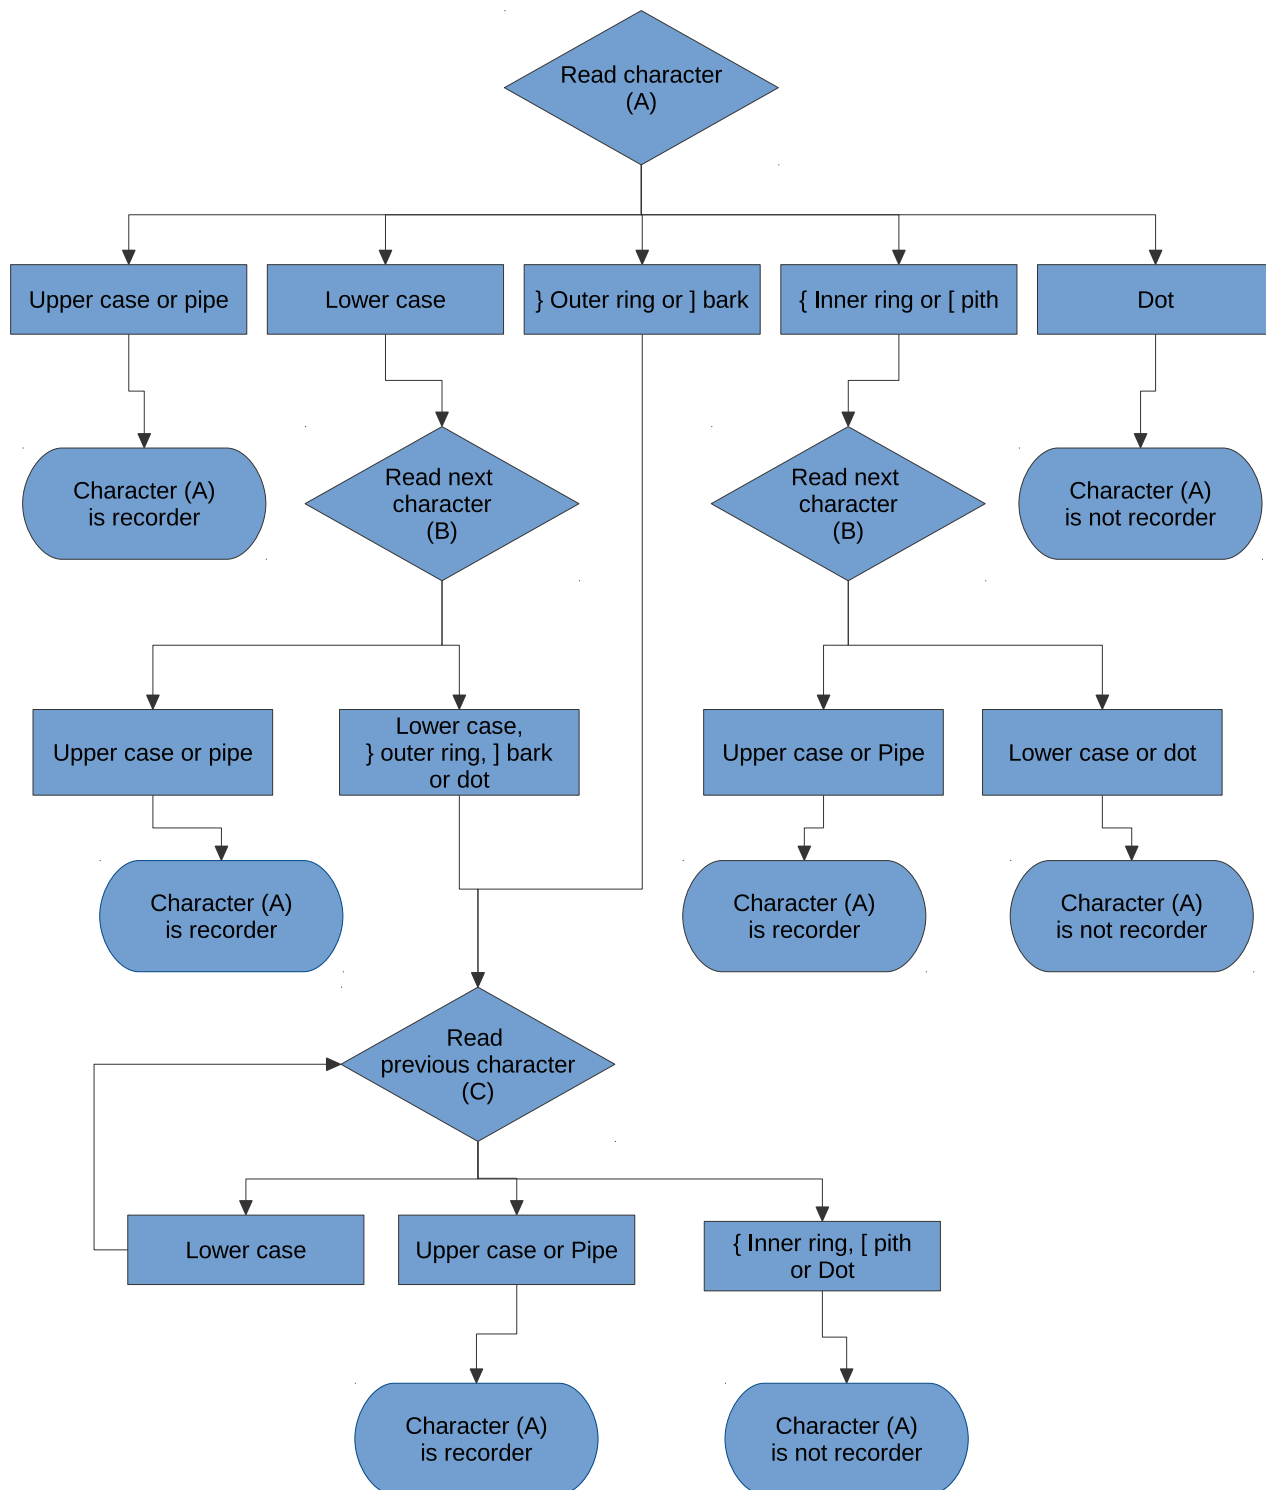 Read character
(A)
Upper case or pipe
Lower case
} Outer ring or ] bark
{ Inner ring or [ pith
Dot
Character (A)
is recorder
Read next
character
(B)
Read next
character
(B)
Character (A)
is not recorder
Upper case or pipe
Lower case,
} outer ring, ] bark
or dot
Upper case or Pipe
Lower case or dot
Character (A)
is recorder
Character (A)
is recorder
Character (A)
is not recorder
Read
previous character
(C)
Lower case
Upper case or Pipe
{ Inner ring, [ pith
or Dot
Character (A)
is recorder
Character (A)
is not recorder